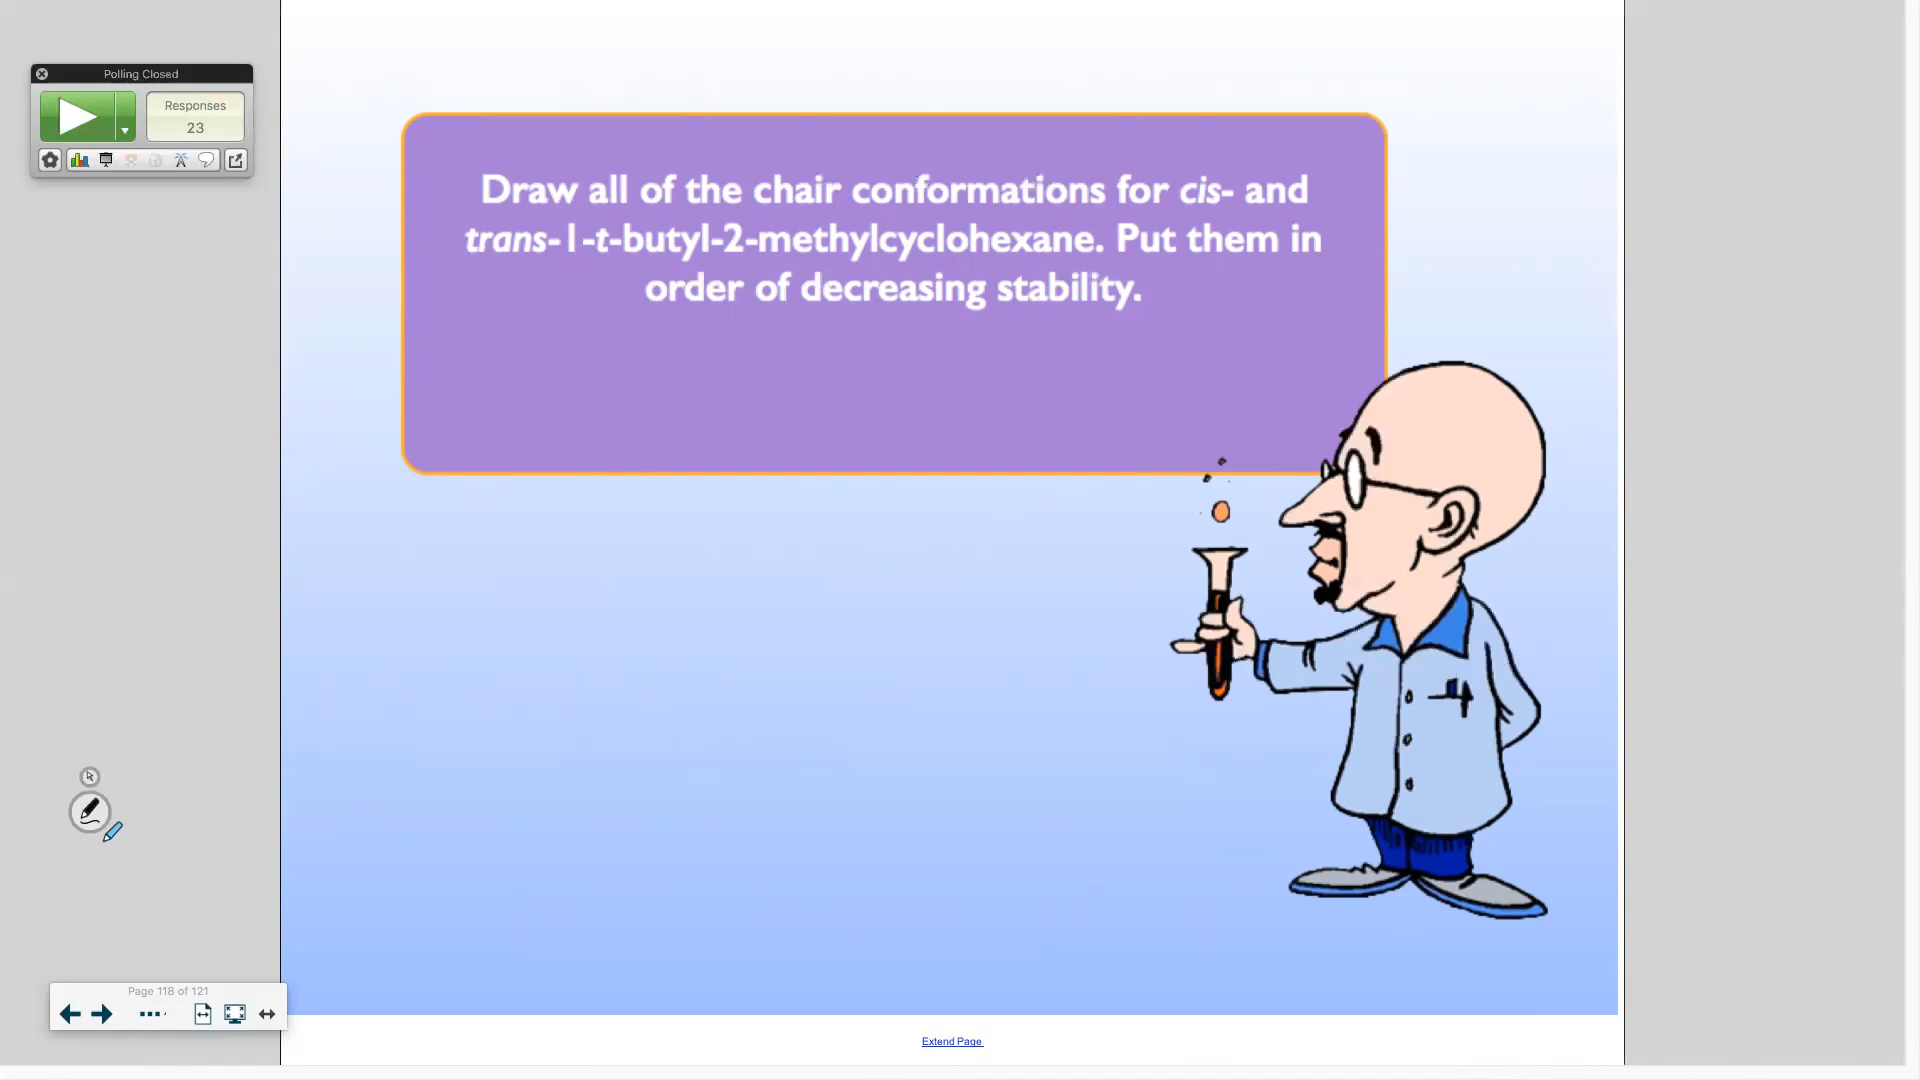 Polling Closed
Responses
23
Draw all of the chair conformations for cis- and
trans-1-t-butyl-2-methylcyclohexane. Put them in
order of decreasing stability.
Page 118 of 121
Extend Page